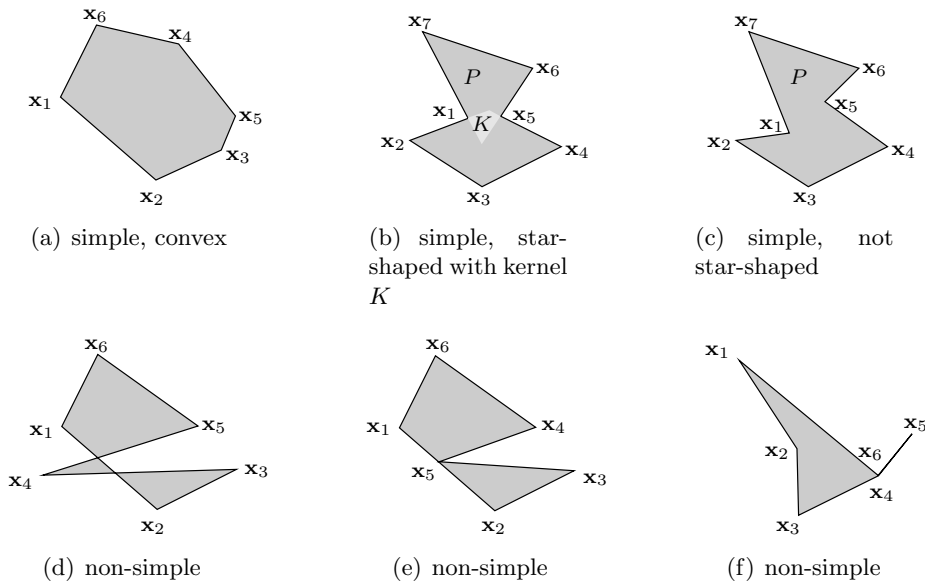 x6
x4
x1
x5
x3
x2
(a) simple, convex
x7
P
x6
x1
K
x5
x2
x4
x3
(b) simple, star-
shaped with kernel
K
x7
P
x6
x5
x1
x2
x4
x3
(c) simple, not
star-shaped
x6
x1
x5
x4
x3
x2
(d) non-simple
x6
x1
x4
x5
x3
x2
(e) non-simple
x1
x5
x2
x6
x4
x3
(f) non-simple